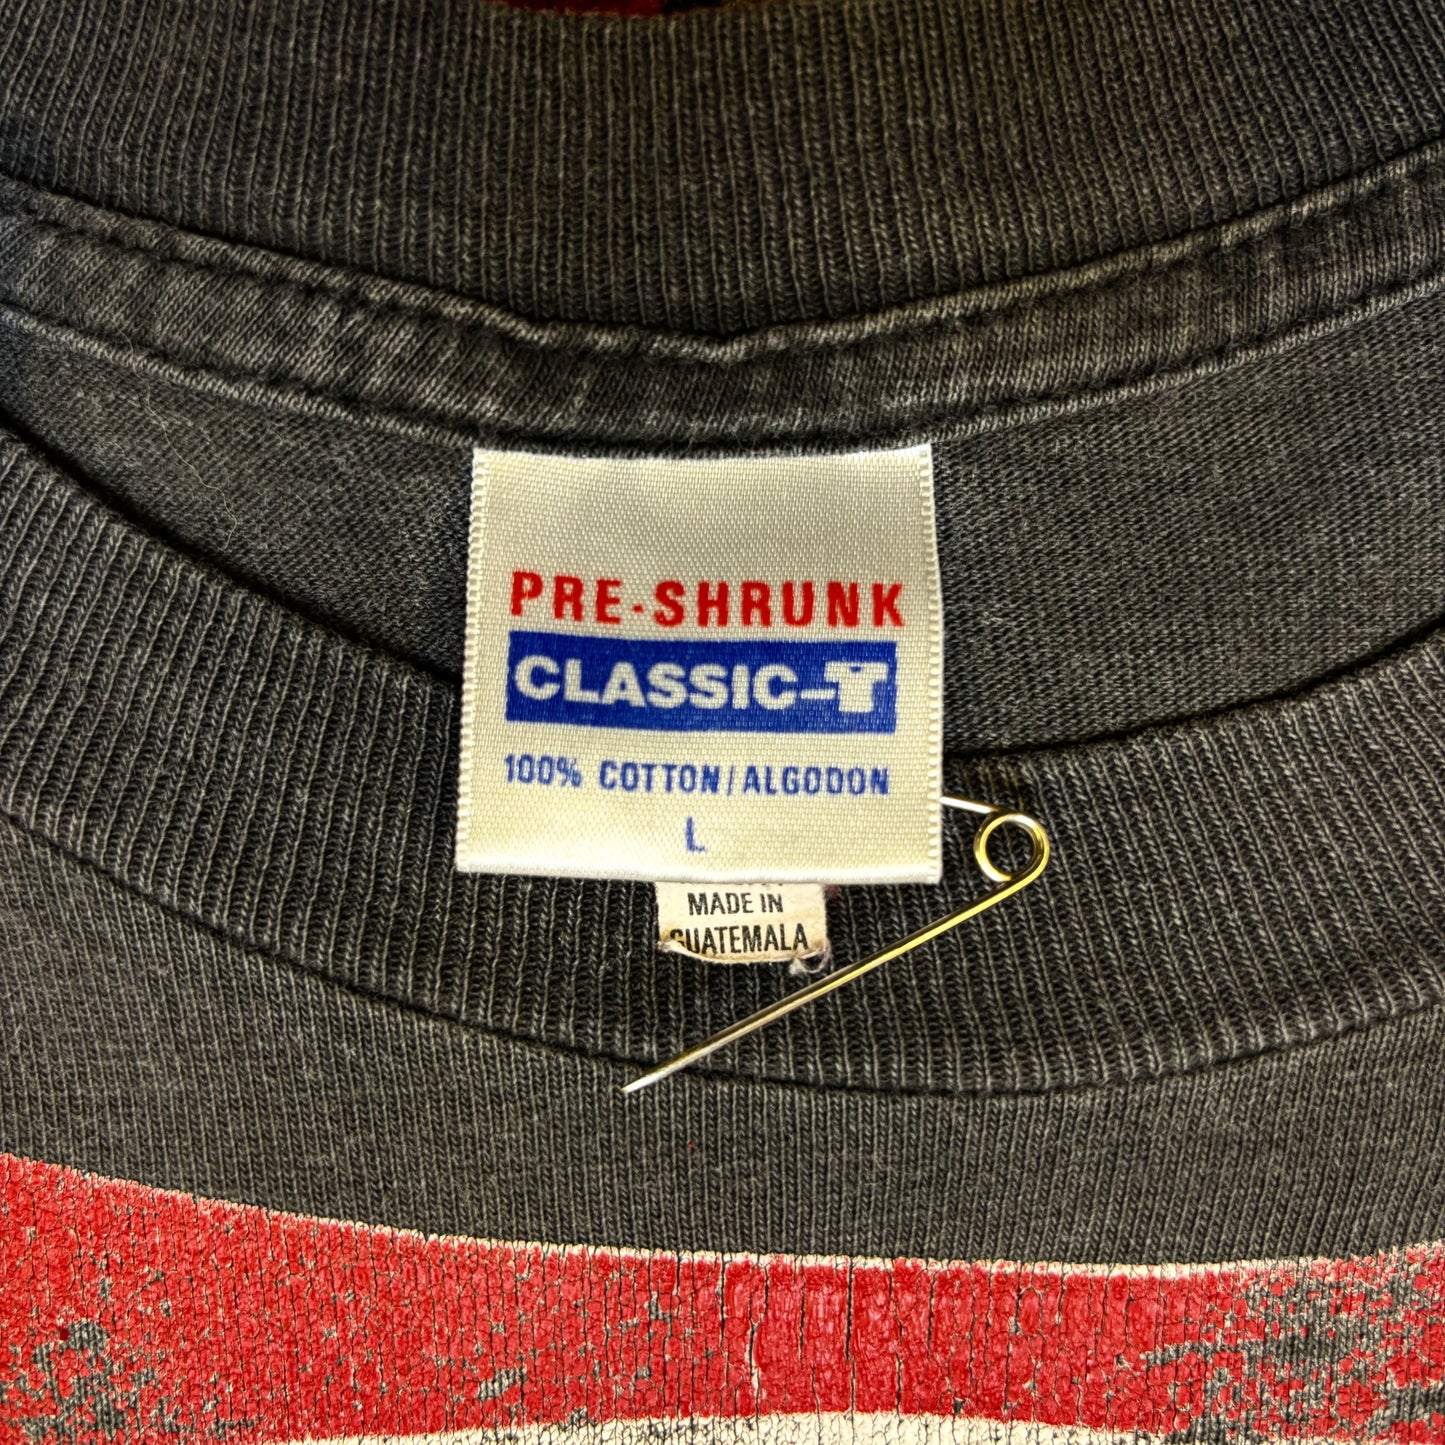 PRE-SHRUNK
CLASSIC-T
100% COTTON/ALGODON
L
MADE IN
GUATEMALA